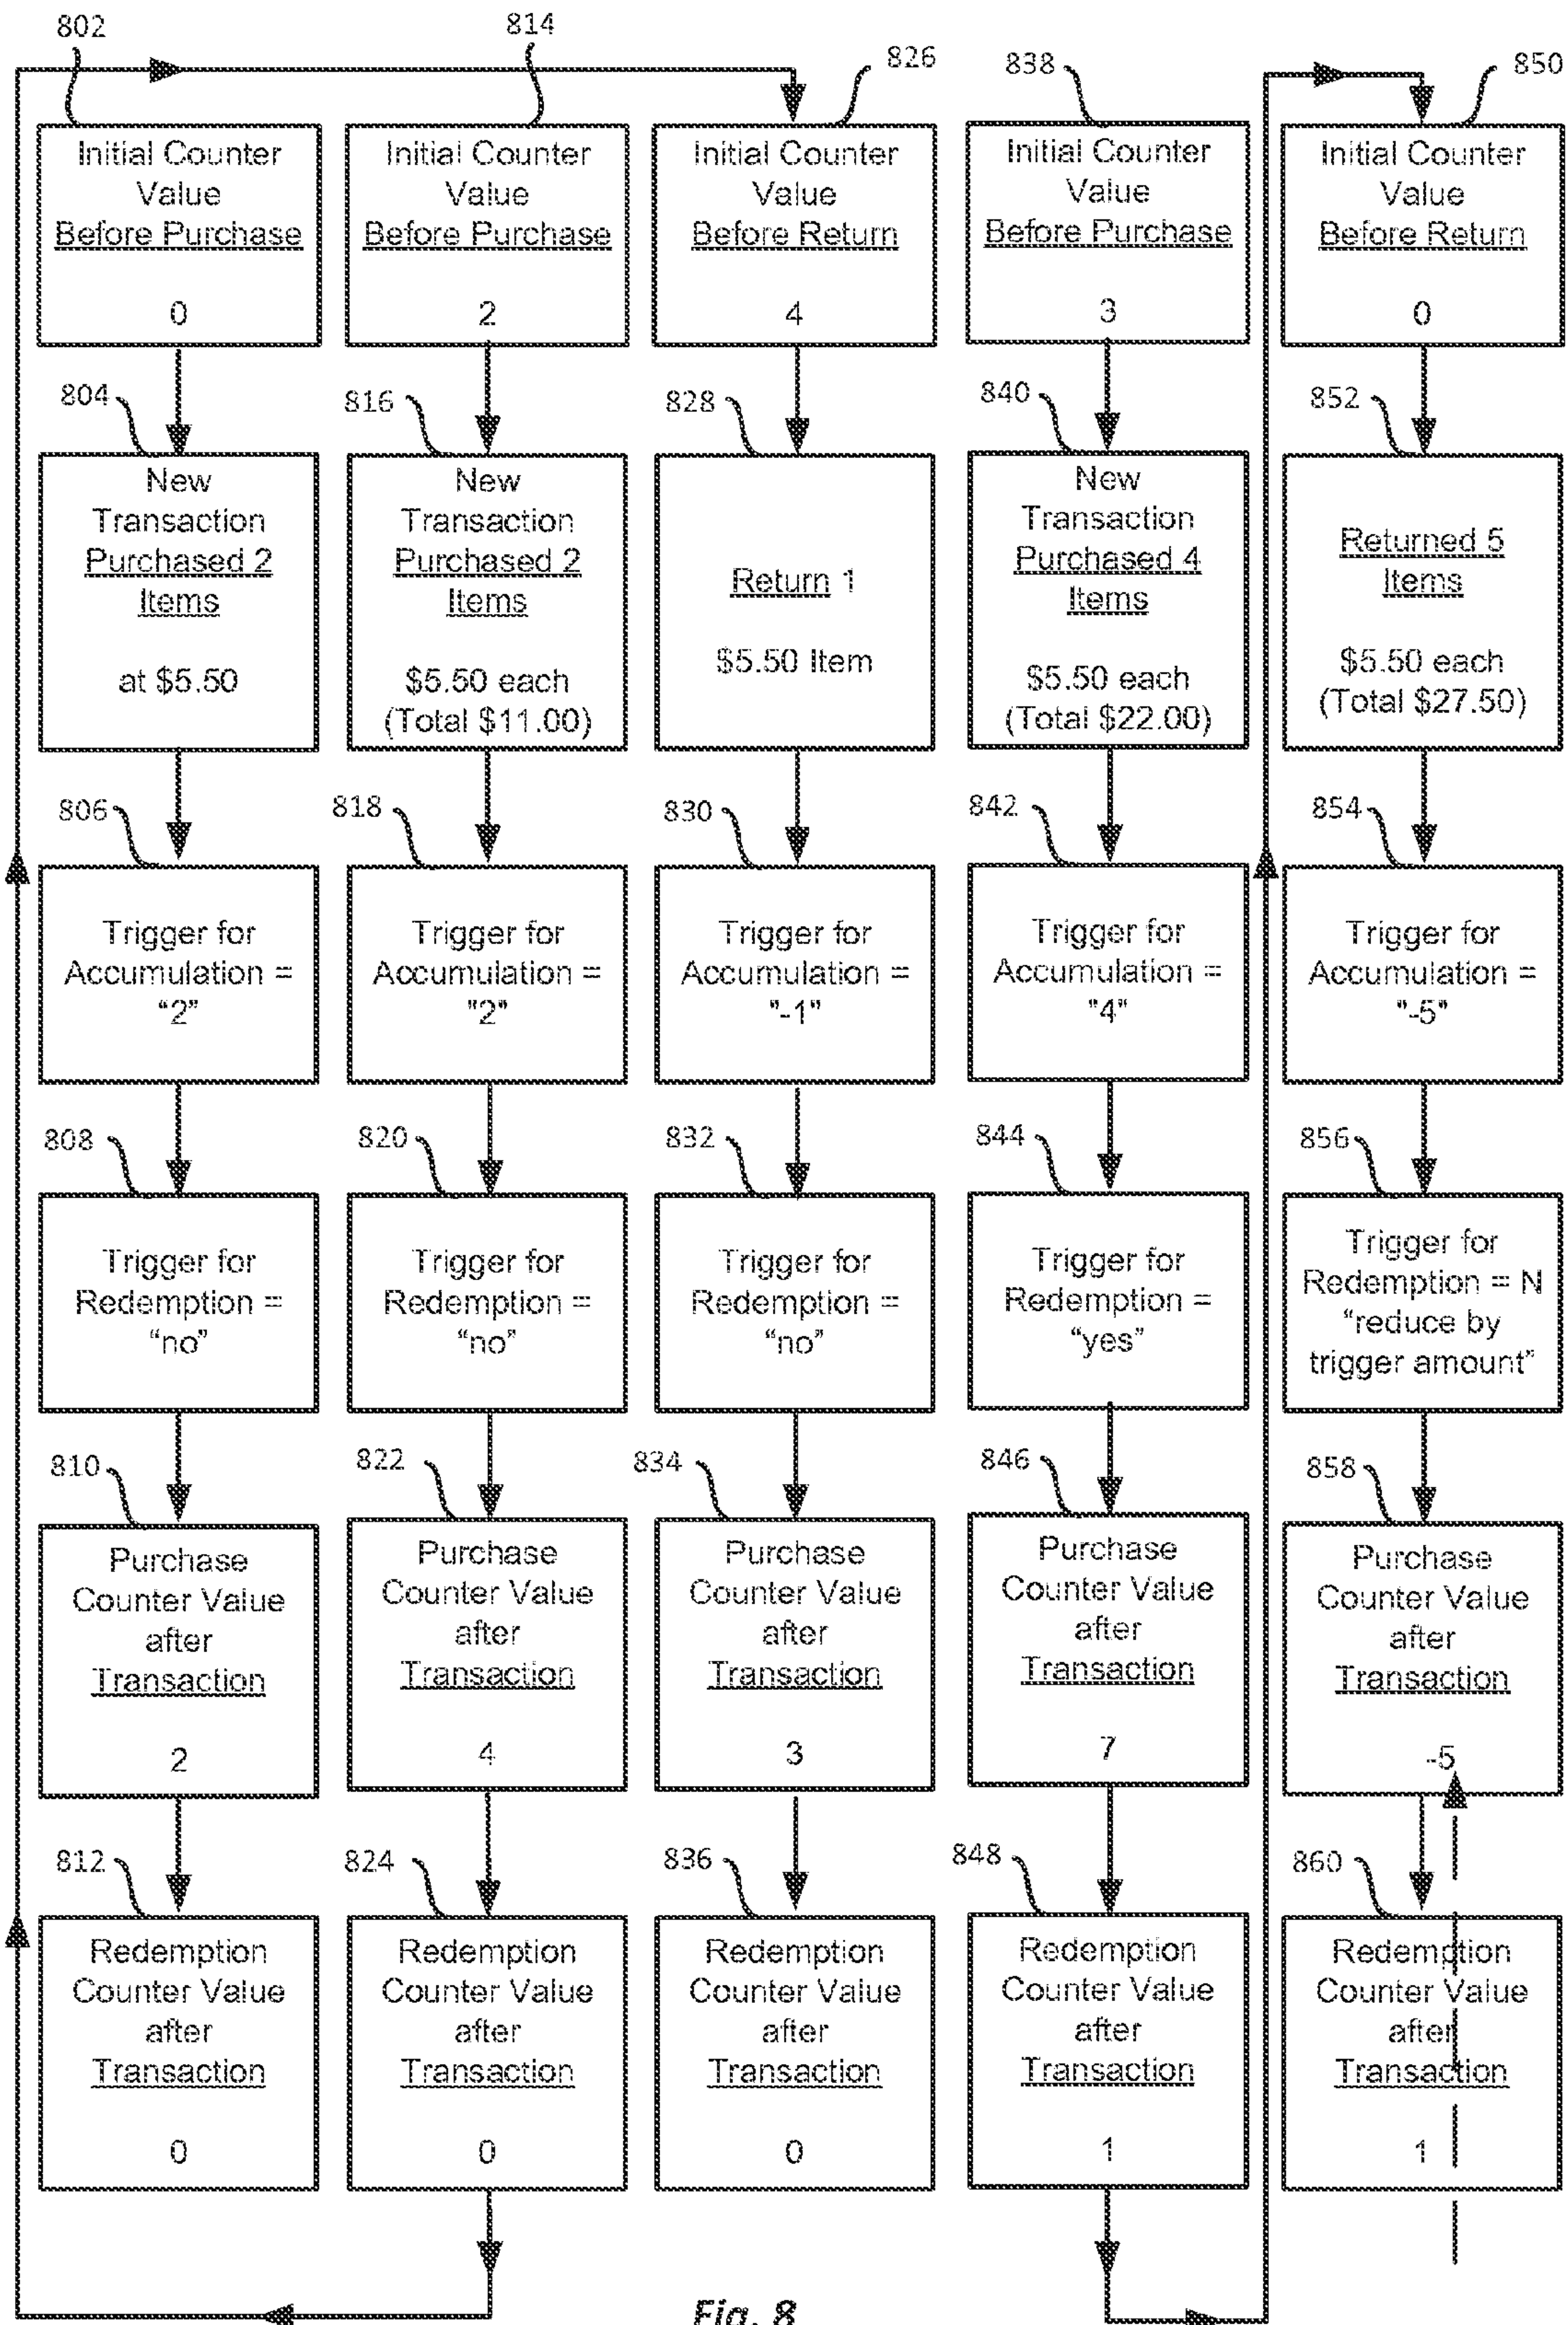 802
Initial Counter
Value
Before Purchase
0
804
New
Transaction
Purchased 2
Items
at $5.50
806
Trigger for
Accumulation =
“2”
808
Trigger for
Redemption =
“no”
810
Purchase
Counter Value
after
Transaction
2
812
Redemption
Counter Value
after
Transaction
0
814
Initial Counter
Value
Before Purchase
2
816
New
Transaction
Purchased 2
Items
$5.50 each
(Total $11.00)
818
Trigger for
Accumulation =
"2"
820
Trigger for
Redemption =
“no”
822
Purchase
Counter Value
after
Transaction
4
824
Redemption
Counter Value
after
Transaction
0
826
Initial Counter
Value
Before Return
4
828
Return 1
$5.50 Item
830
Trigger for
Accumulation =
"-1"
832
Trigger for
Redemption =
“no”
834
Purchase
Counter Value
after
Transaction
3
836
Redemption
Counter Value
after
Transaction
0
838
Initial Counter
Value
Before Purchase
3
840
New
Transaction
Purchased 4
Items
$5.50 each
(Total $22.00)
842
Trigger for
Accumulation =
"4"
844
Trigger for
Redemption =
“yes”
846
Purchase
Counter Value
after
Transaction
7
848
Redemption
Counter Value
after
Transaction
1
850
Initial Counter
Value
Before Return
0
852
Returned 5
Items
$5.50 each
(Total $27.50)
854
Trigger for
Accumulation =
"-5"
856
Trigger for
Redemption = N
“reduce by
trigger amount”
858
Purchase
Counter Value
after
Transaction
-5
860
Redemption
Counter Value
after
Transaction
1
Fig. 8